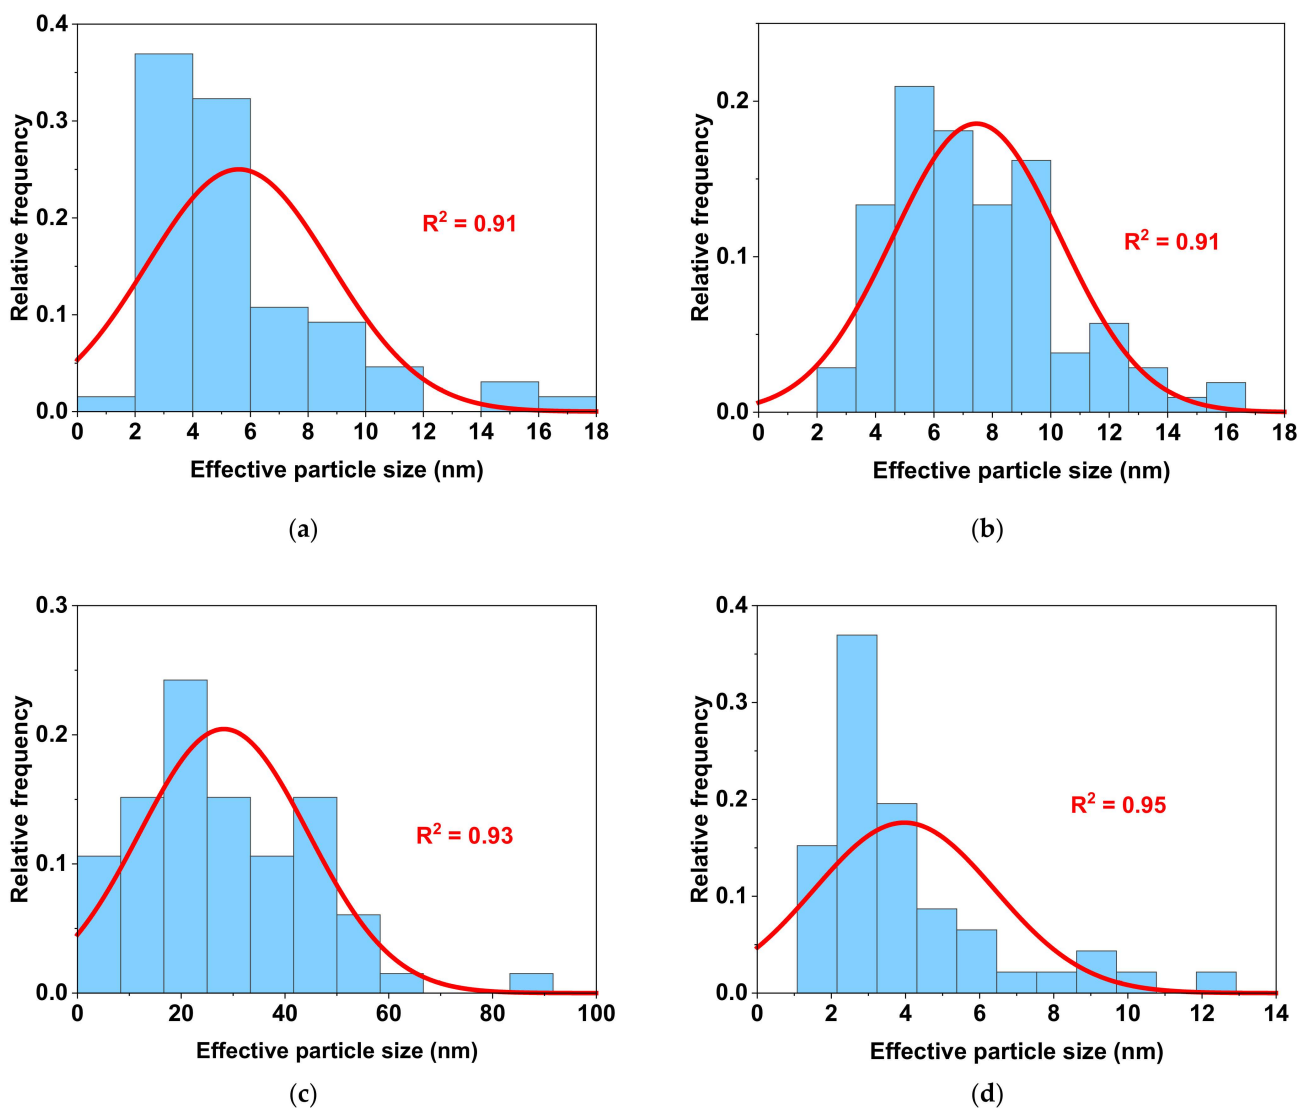 0.4
0.3
0.2
0.1
0.0
Relative frequency
R² = 0.91
0 2 4 6 8 10 12 14 16 18
Effective particle size (nm)
(a)
0.2
0.1
0.0
Relative frequency
R² = 0.91
0 2 4 6 8 10 12 14 16 18
Effective particle size (nm)
(b)
0.3
0.2
0.1
0.0
Relative frequency
R² = 0.93
0 20 40 60 80 100
Effective particle size (nm)
(c)
0.4
0.3
0.2
0.1
0.0
Relative frequency
R² = 0.95
0 2 4 6 8 10 12 14
Effective particle size (nm)
(d)